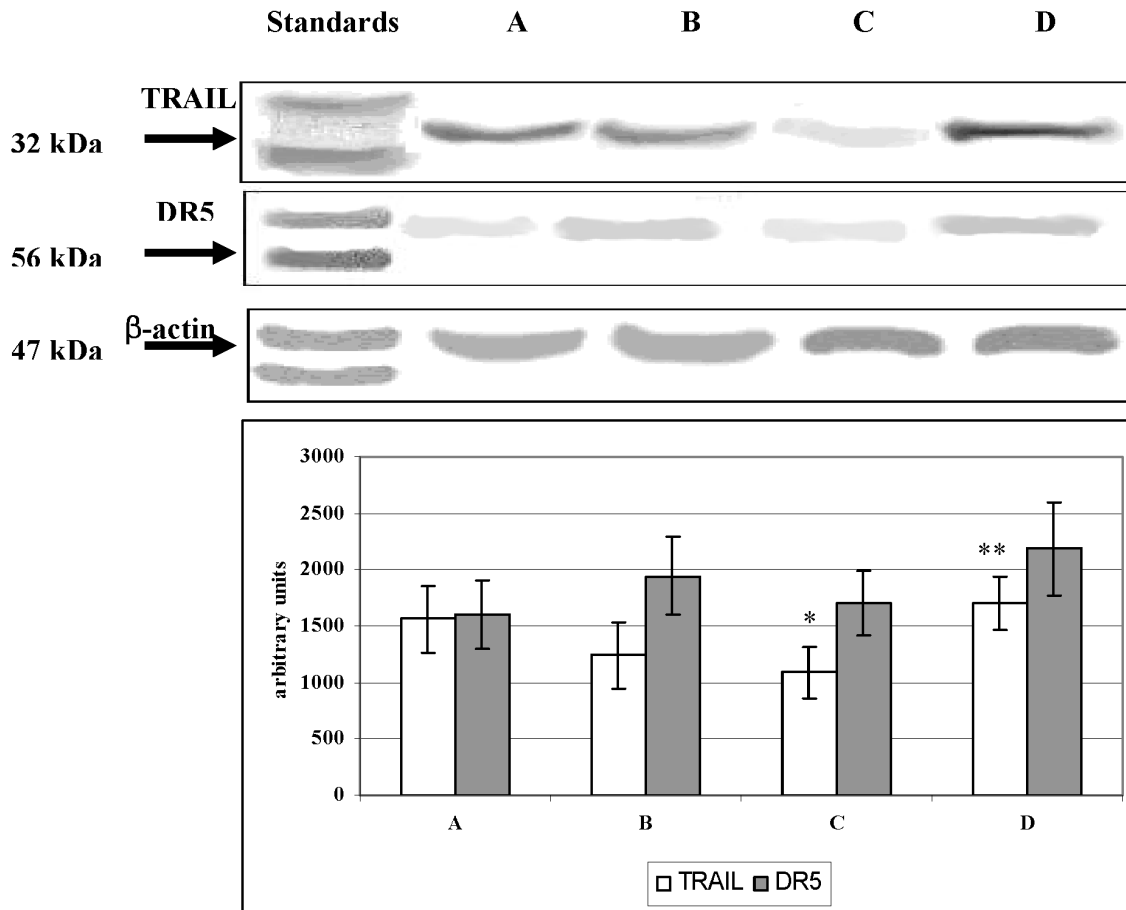 Standards A B C D
TRAIL
32 kDa
DR5
56 kDa
β-actin
47 kDa
3000
2500
2000
1500
1000
500
0
arbitrary units
*
**
A B C D
TRAIL DR5